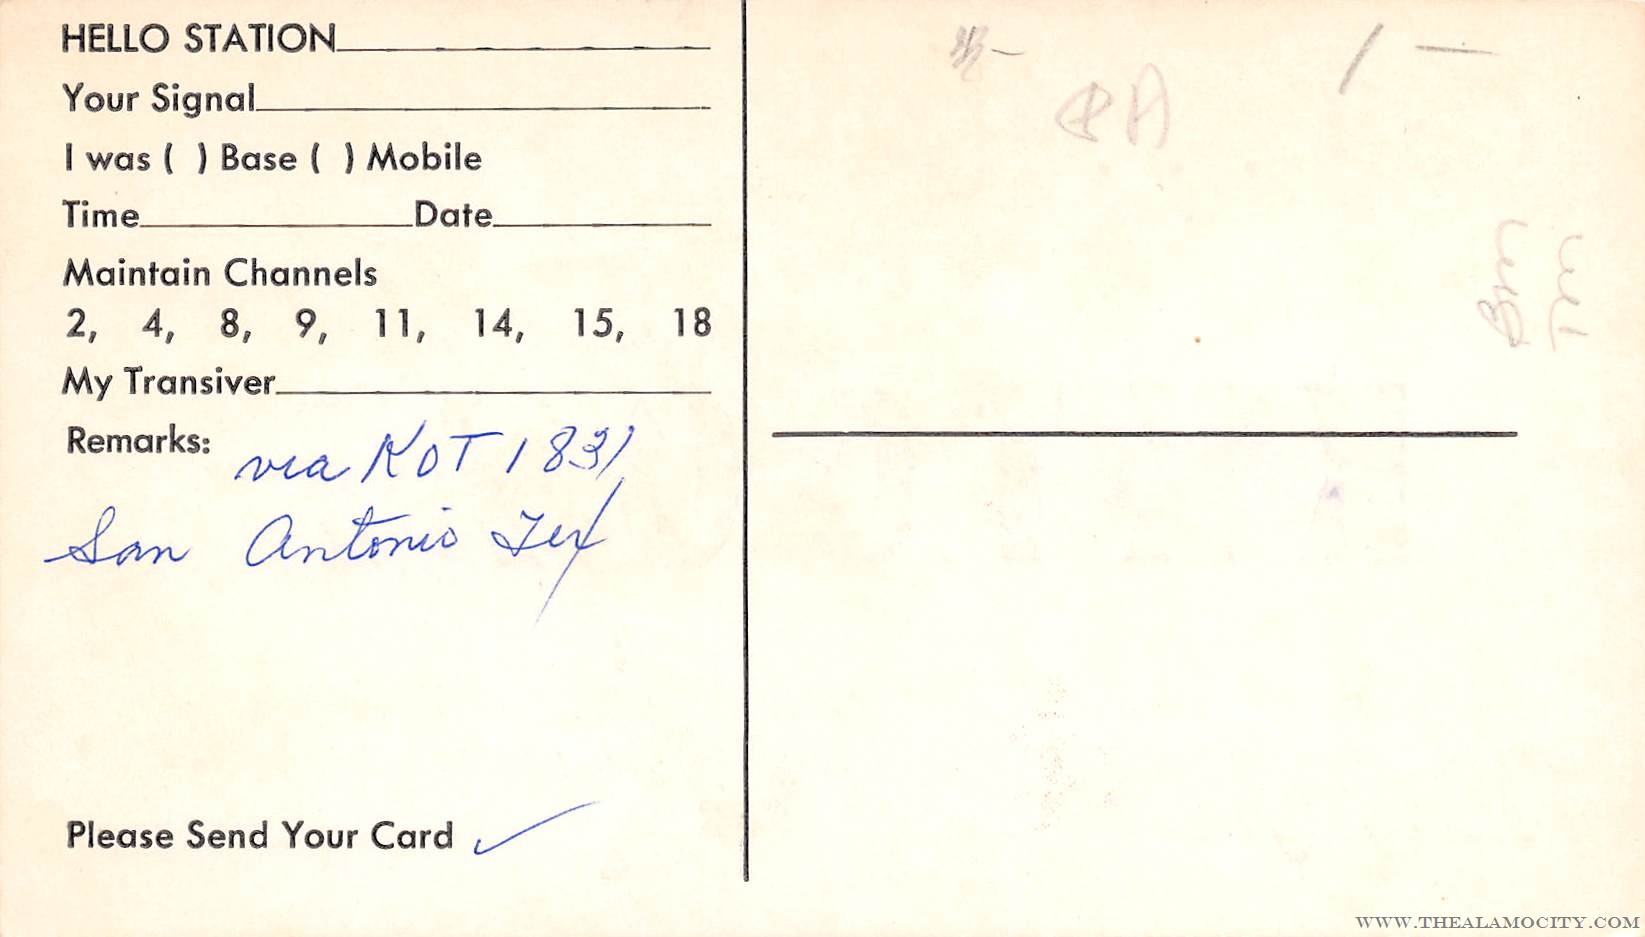 HELLO STATION
Your Signal
I was ( ) Base ( ) Mobile
Time Date
Maintain Channels
2, 4, 8, 9, 11, 14, 15, 18
My Transiver
Remarks: via KOT 1831
San Antonio Tex
Please Send Your Card ✓
1 —
WWW.THEALAMOCITY.COM